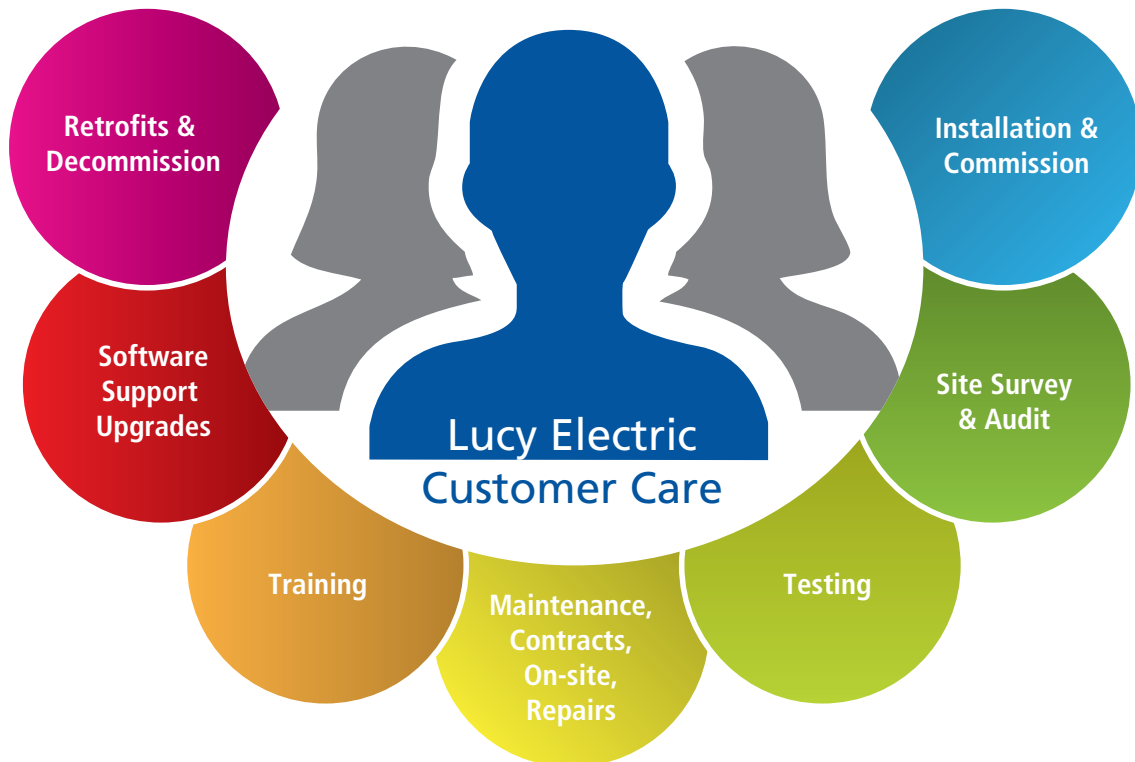 Retrofits &
Decommission
Installation &
Commission
Software
Support
Upgrades
Site Survey
& Audit
Lucy Electric
Customer Care
Training
Maintenance,
Contracts,
On-site,
Repairs
Testing